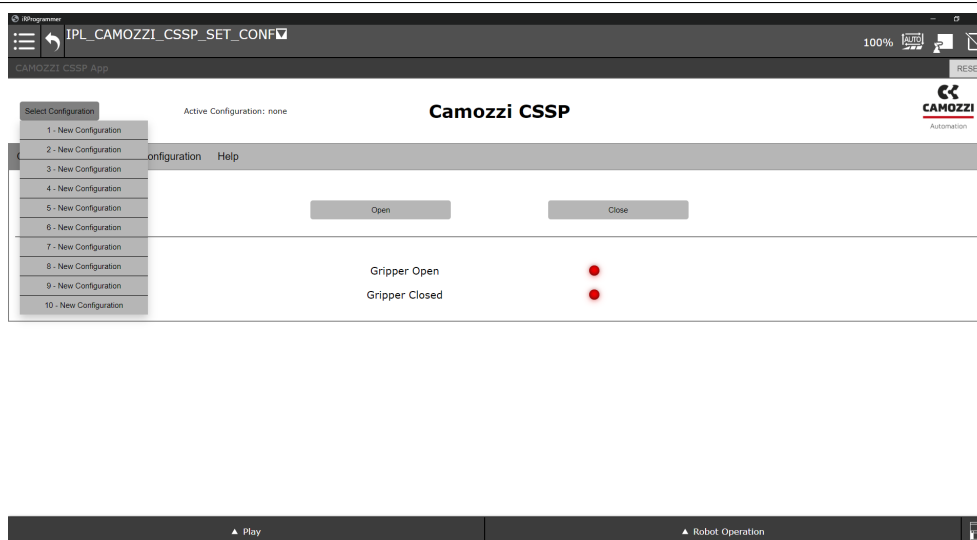 iRProgrammer
IPL_CAMOZZI_CSSP_SET_CONF
100%
AUTO
CAMOZZI CSSP App
RESE
Select Configuration
Active Configuration: none
Camozzi CSSP
CAMOZZI
Automation
1 - New Configuration
2 - New Configuration
3 - New Configuration
4 - New Configuration
5 - New Configuration
6 - New Configuration
7 - New Configuration
8 - New Configuration
9 - New Configuration
10 - New Configuration
onfiguration Help
Open Close
Gripper Open
Gripper Closed
▲ Play
▲ Robot Operation